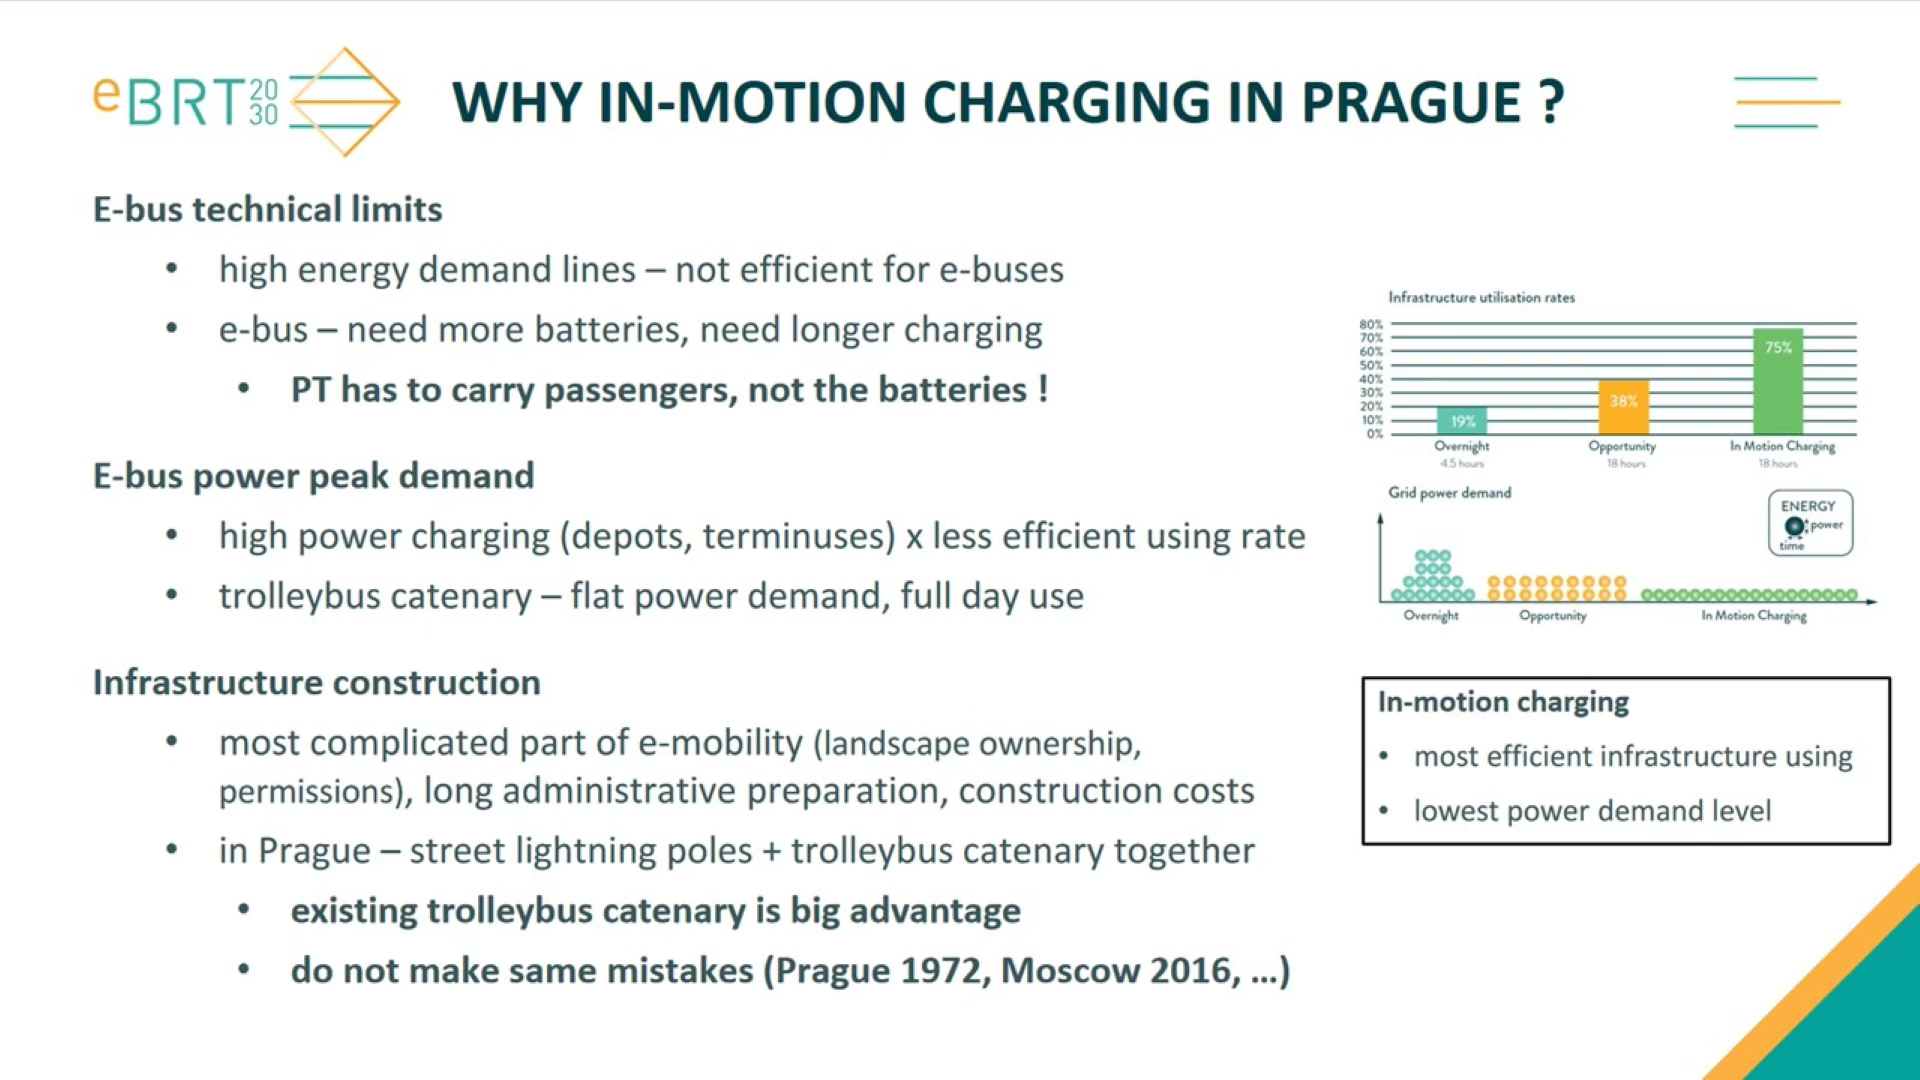 eBRT 2030
WHY IN-MOTION CHARGING IN PRAGUE ?
E-bus technical limits
• high energy demand lines – not efficient for e-buses
• e-bus – need more batteries, need longer charging
• PT has to carry passengers, not the batteries !
E-bus power peak demand
• high power charging (depots, terminuses) x less efficient using rate
• trolleybus catenary – flat power demand, full day use
Infrastructure construction
• most complicated part of e-mobility (landscape ownership,
permissions), long administrative preparation, construction costs
• in Prague – street lightning poles + trolleybus catenary together
• existing trolleybus catenary is big advantage
• do not make same mistakes (Prague 1972, Moscow 2016, ...)
Infrastructure utilisation rates
80%
70%
60%
50%
40%
30%
20%
10%
0%
19%
38%
75%
Overnight Opportunity In Motion Charging
4.5 hours 18 hours 18 hours
Grid power demand
ENERGY
power
time
Overnight Opportunity In Motion Charging
In-motion charging
• most efficient infrastructure using
• lowest power demand level